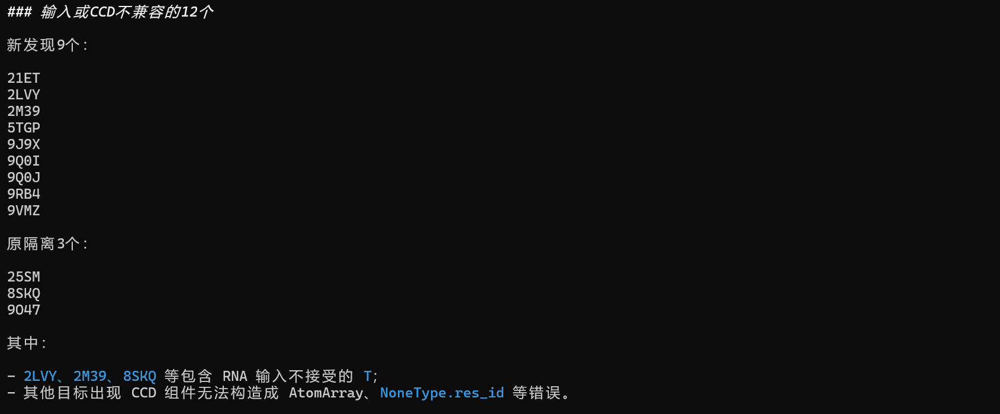 ### 输入或CCD不兼容的12个
新发现9个：
21ET
2LVY
2M39
5TGP
9J9X
9Q0I
9Q0J
9RB4
9VMZ
原隔离3个：
25SM
8SKQ
9O47
其中：
- 2LVY、2M39、8SKQ 等包含 RNA 输入不接受的 T；
- 其他目标出现 CCD 组件无法构造成 AtomArray、NoneType.res_id 等错误。